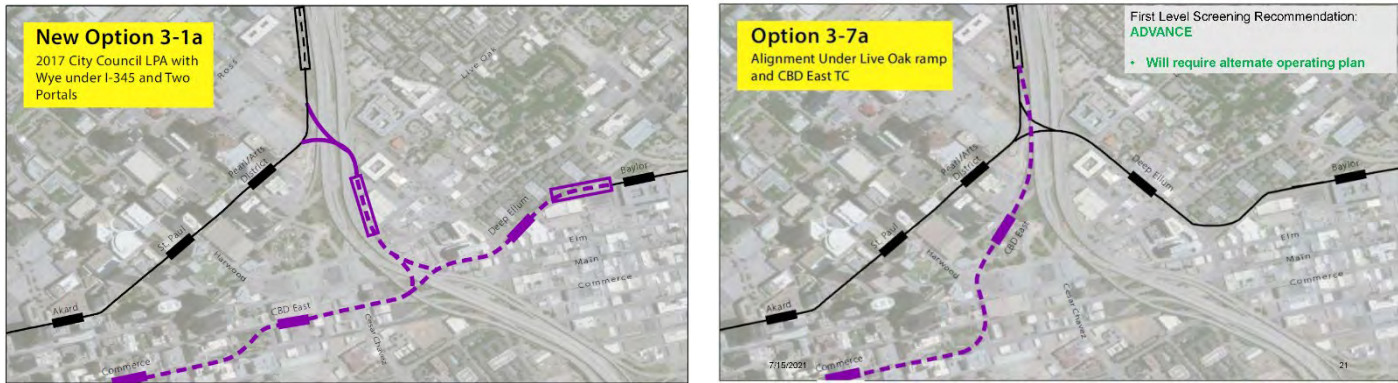 New Option 3-1a
2017 City Council LPA with
Wye under I-345 and Two
Portals
Ross
Live Oak
Pearl/Arts
District
St. Paul
Harwood
Akard
CBD East
Cesar Chavez
Commerce
Deep Ellum
Baylor
Elm
Main
Commerce
Option 3-7a
Alignment Under Live Oak ramp
and CBD East TC
First Level Screening Recommendation:
ADVANCE
• Will require alternate operating plan
Pearl/Arts
District
St. Paul
Harwood
Akard
CBD East
Cesar Chavez
Commerce
Deep Ellum
Baylor
Elm
Main
Commerce
7/15/2021
21